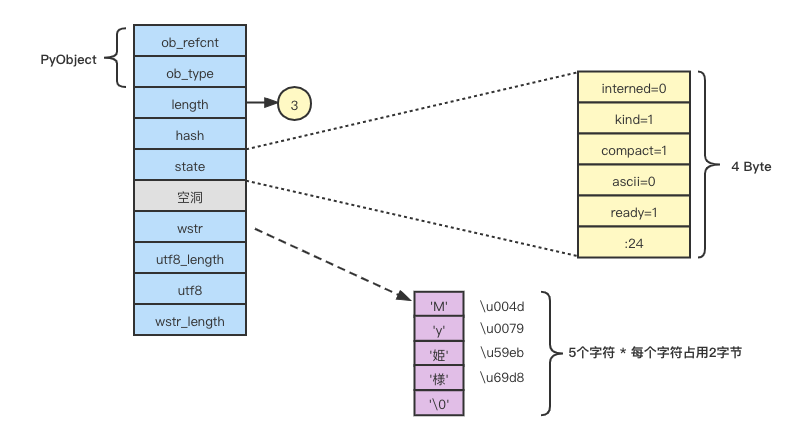 PyObject
ob_refcnt
ob_type
length
3
hash
state
空洞
wstr
utf8_length
utf8
wstr_length
interned=0
kind=1
compact=1
ascii=0
ready=1
:24
4 Byte
'M' \u004d
'y' \u0079
'姫' \u59eb
'様' \u69d8
'\0'
5个字符 * 每个字符占用2字节